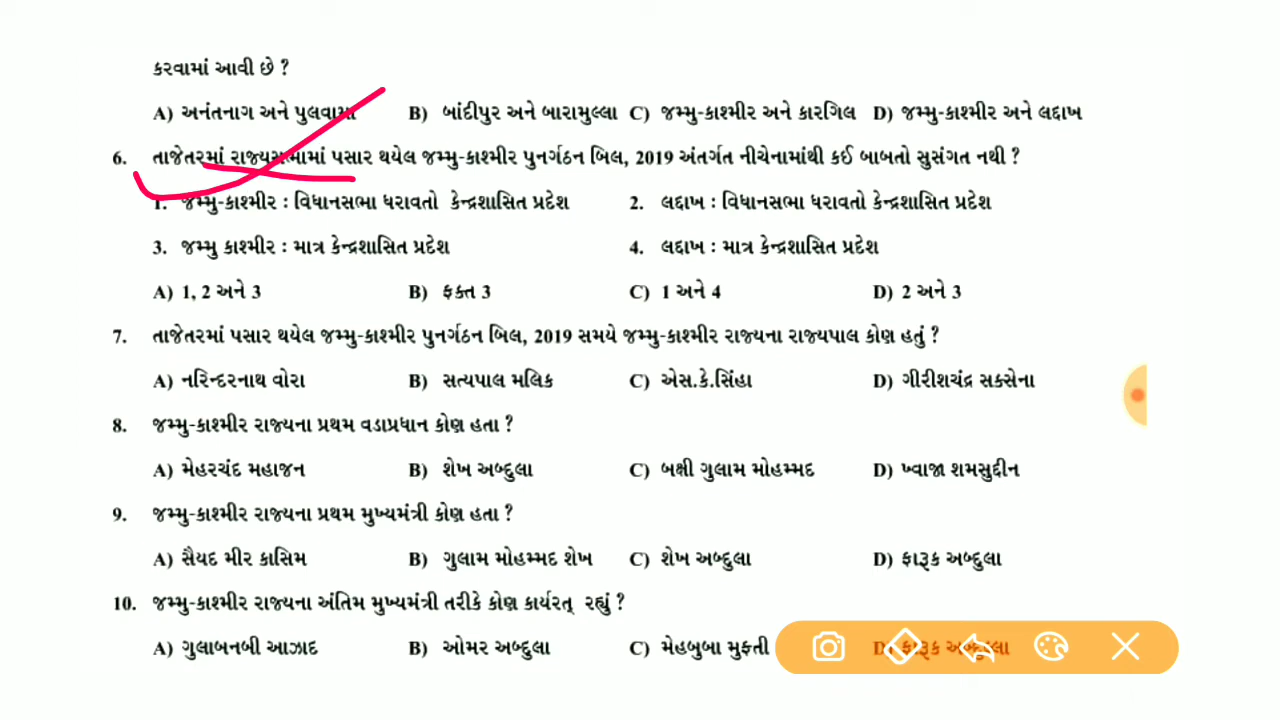 કરવામાં આવી છે ?
A) અનંતનાગ અને પુલવામા B) બાંદીપુર અને બારામુલ્લા C) જમ્મુ-કાશ્મીર અને કારગિલ D) જમ્મુ-કાશ્મીર અને લદ્દાખ
6. તાજેતરમાં રાજ્યસભામાં પસાર થયેલ જમ્મુ-કાશ્મીર પુનર્ગઠન બિલ, 2019 અંતર્ગત નીચેનામાંથી કઈ બાબતો સુસંગત નથી ?
1. જમ્મુ-કાશ્મીર : વિધાનસભા ધરાવતો કેન્દ્રશાસિત પ્રદેશ 2. લદ્દાખ : વિધાનસભા ધરાવતો કેન્દ્રશાસિત પ્રદેશ
3. જમ્મુ કાશ્મીર : માત્ર કેન્દ્રશાસિત પ્રદેશ 4. લદ્દાખ : માત્ર કેન્દ્રશાસિત પ્રદેશ
A) 1, 2 અને 3 B) ફક્ત 3 C) 1 અને 4 D) 2 અને 3
7. તાજેતરમાં પસાર થયેલ જમ્મુ-કાશ્મીર પુનર્ગઠન બિલ, 2019 સમયે જમ્મુ-કાશ્મીર રાજ્યના રાજ્યપાલ કોણ હતું ?
A) નરિન્દરનાથ વોરા B) સત્યપાલ મલિક C) એસ.કે.સિંહા D) ગીરીશચંદ્ર સક્સેના
8. જમ્મુ-કાશ્મીર રાજ્યના પ્રથમ વડાપ્રધાન કોણ હતા ?
A) મેહરચંદ મહાજન B) શેખ અબ્દુલા C) બક્ષી ગુલામ મોહમ્મદ D) ખ્વાજા શમસુદ્દીન
9. જમ્મુ-કાશ્મીર રાજ્યના પ્રથમ મુખ્યમંત્રી કોણ હતા ?
A) સૈયદ મીર કાસિમ B) ગુલામ મોહમ્મદ શેખ C) શેખ અબ્દુલા D) ફારૂક અબ્દુલા
10. જમ્મુ-કાશ્મીર રાજ્યના અંતિમ મુખ્યમંત્રી તરીકે કોણ કાર્યરત્ રહ્યું ?
A) ગુલાબનબી આઝાદ B) ઓમર અબ્દુલા C) મેહબુબા મુફ્તી D) ફારૂક અબ્દુલા